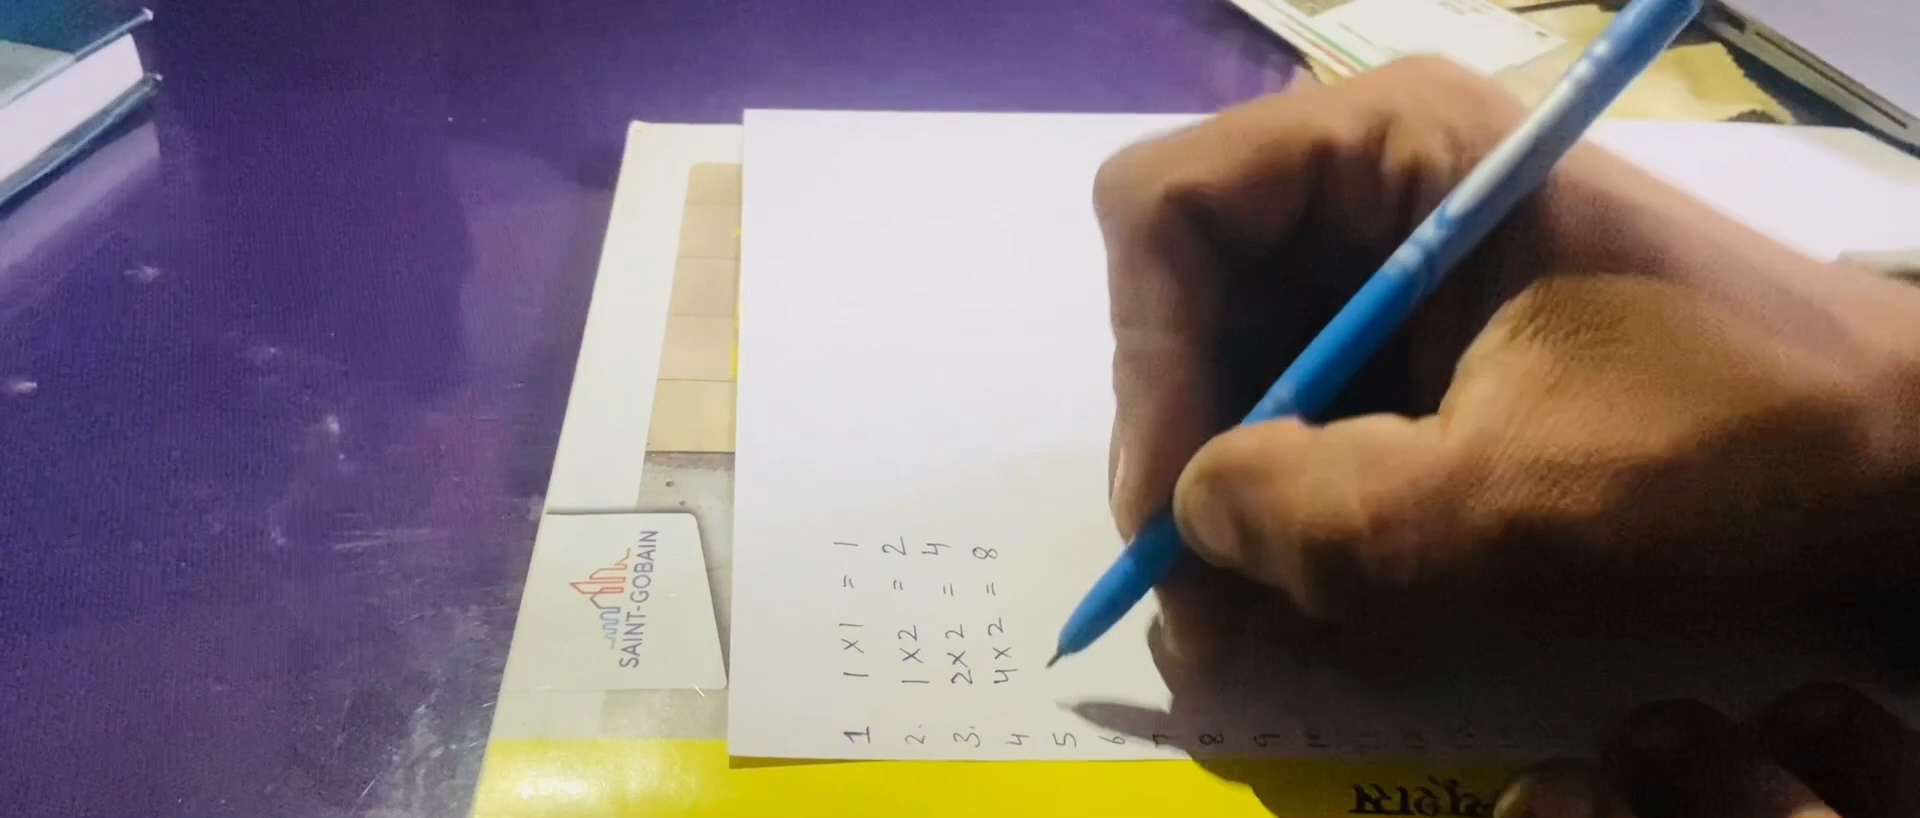 1 1 × 1 = 1
2. 1 × 2 = 2
3. 2 × 2 = 4
4 4 × 2 = 8
5
6
7
8
9
10
SAINT-GOBAIN